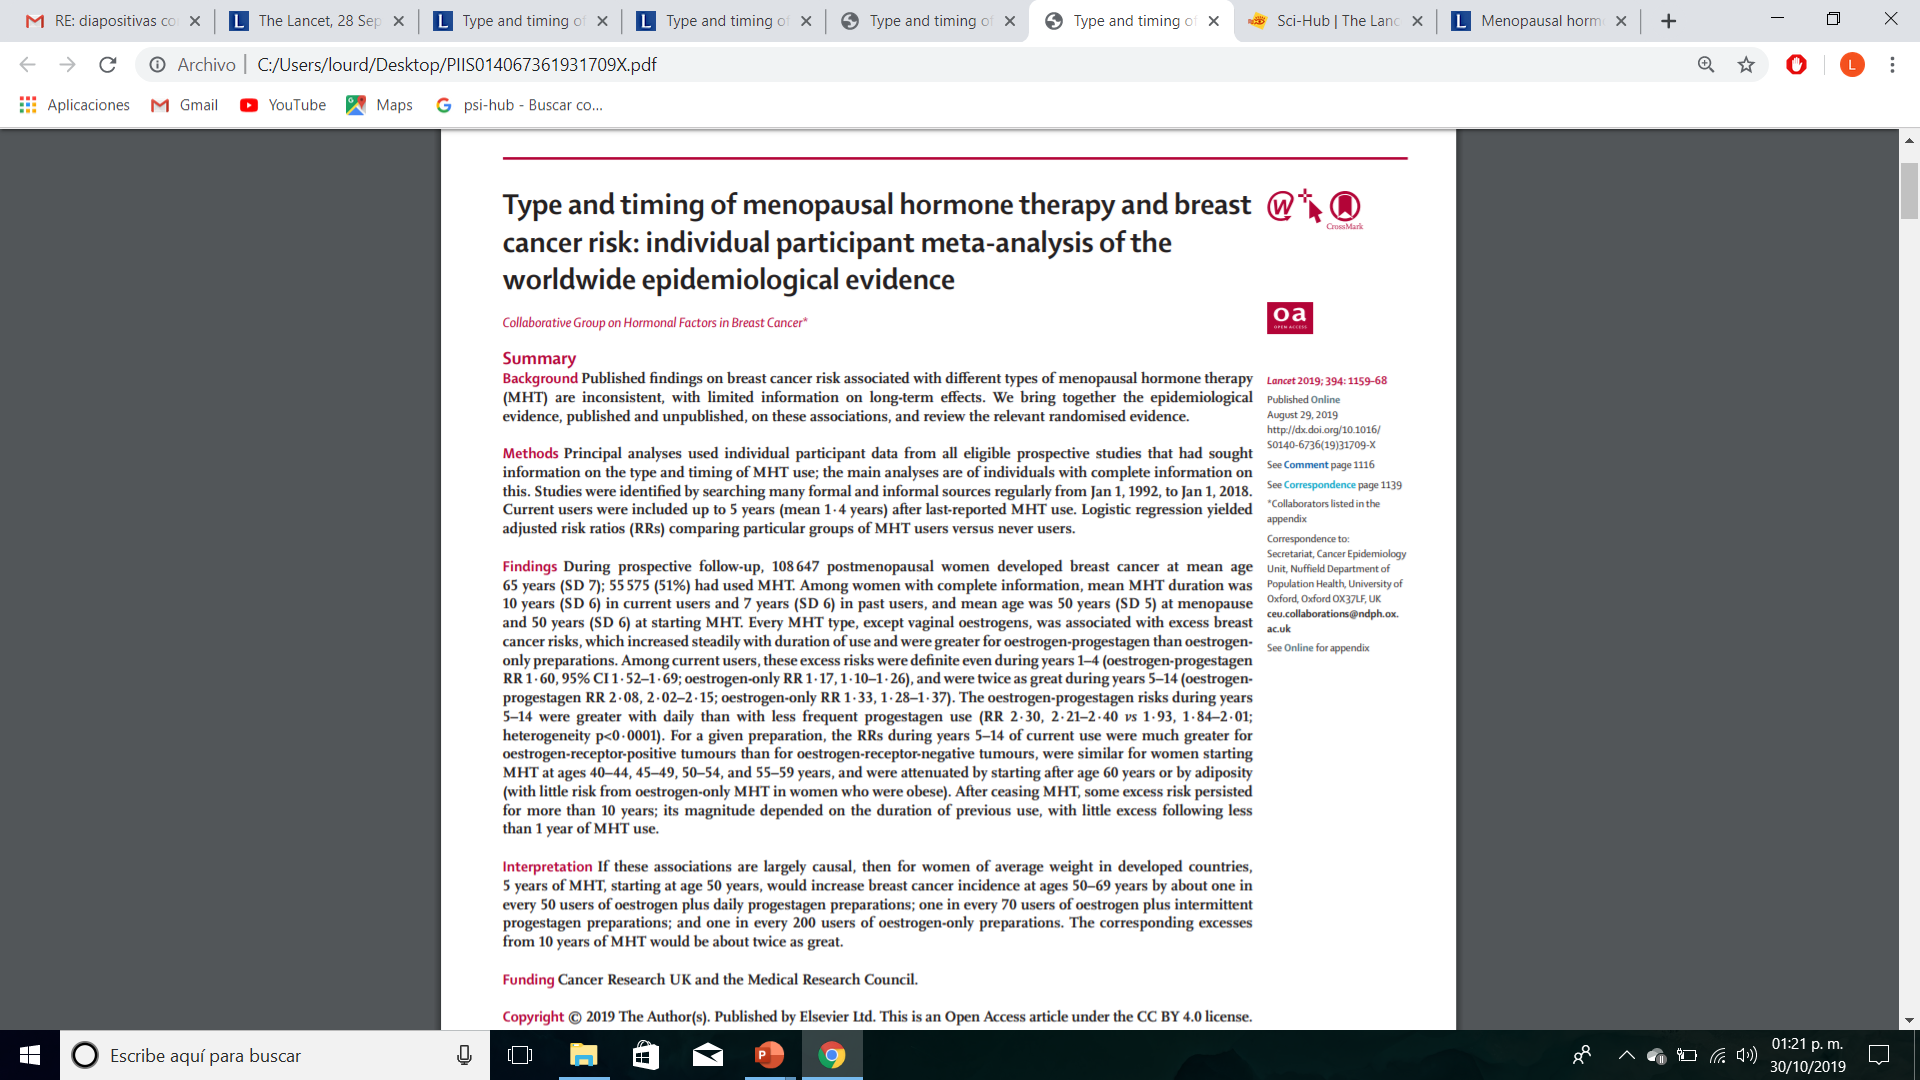 RE: diapositivas co
The Lancet, 28 Sep
Type and timing of
Type and timing of
Type and timing of
Type and timing of
Sci-Hub | The Lanc
Menopausal horm
Archivo | C:/Users/lourd/Desktop/PIIS014067361931709X.pdf
L
Aplicaciones
Gmail
YouTube
Maps
psi-hub - Buscar co...
Type and timing of menopausal hormone therapy and breast
cancer risk: individual participant meta-analysis of the
worldwide epidemiological evidence
CrossMark
Collaborative Group on Hormonal Factors in Breast Cancer*
oa
OPEN ACCESS
Summary
Background Published findings on breast cancer risk associated with different types of menopausal hormone therapy
(MHT) are inconsistent, with limited information on long-term effects. We bring together the epidemiological
evidence, published and unpublished, on these associations, and review the relevant randomised evidence.
Methods Principal analyses used individual participant data from all eligible prospective studies that had sought
information on the type and timing of MHT use; the main analyses are of individuals with complete information on
this. Studies were identified by searching many formal and informal sources regularly from Jan 1, 1992, to Jan 1, 2018.
Current users were included up to 5 years (mean 1·4 years) after last-reported MHT use. Logistic regression yielded
adjusted risk ratios (RRs) comparing particular groups of MHT users versus never users.
Findings During prospective follow-up, 108 647 postmenopausal women developed breast cancer at mean age
65 years (SD 7); 55 575 (51%) had used MHT. Among women with complete information, mean MHT duration was
10 years (SD 6) in current users and 7 years (SD 6) in past users, and mean age was 50 years (SD 5) at menopause
and 50 years (SD 6) at starting MHT. Every MHT type, except vaginal oestrogens, was associated with excess breast
cancer risks, which increased steadily with duration of use and were greater for oestrogen-progestagen than oestrogen-
only preparations. Among current users, these excess risks were definite even during years 1–4 (oestrogen-progestagen
RR 1·60, 95% CI 1·52–1·69; oestrogen-only RR 1·17, 1·10–1·26), and were twice as great during years 5–14 (oestrogen-
progestagen RR 2·08, 2·02–2·15; oestrogen-only RR 1·33, 1·28–1·37). The oestrogen-progestagen risks during years
5–14 were greater with daily than with less frequent progestagen use (RR 2·30, 2·21–2·40 vs 1·93, 1·84–2·01;
heterogeneity p<0·0001). For a given preparation, the RRs during years 5–14 of current use were much greater for
oestrogen-receptor-positive tumours than for oestrogen-receptor-negative tumours, were similar for women starting
MHT at ages 40–44, 45–49, 50–54, and 55–59 years, and were attenuated by starting after age 60 years or by adiposity
(with little risk from oestrogen-only MHT in women who were obese). After ceasing MHT, some excess risk persisted
for more than 10 years; its magnitude depended on the duration of previous use, with little excess following less
than 1 year of MHT use.
Interpretation If these associations are largely causal, then for women of average weight in developed countries,
5 years of MHT, starting at age 50 years, would increase breast cancer incidence at ages 50–69 years by about one in
every 50 users of oestrogen plus daily progestagen preparations; one in every 70 users of oestrogen plus intermittent
progestagen preparations; and one in every 200 users of oestrogen-only preparations. The corresponding excesses
from 10 years of MHT would be about twice as great.
Funding Cancer Research UK and the Medical Research Council.
Copyright © 2019 The Author(s). Published by Elsevier Ltd. This is an Open Access article under the CC BY 4.0 license.
Lancet 2019; 394: 1159–68
Published Online
August 29, 2019
http://dx.doi.org/10.1016/
S0140-6736(19)31709-X
See Comment page 1116
See Correspondence page 1139
*Collaborators listed in the
appendix
Correspondence to:
Secretariat, Cancer Epidemiology
Unit, Nuffield Department of
Population Health, University of
Oxford, Oxford OX37LF, UK
ceu.collaborations@ndph.ox.
ac.uk
See Online for appendix
Escribe aquí para buscar
01:21 p. m.
30/10/2019